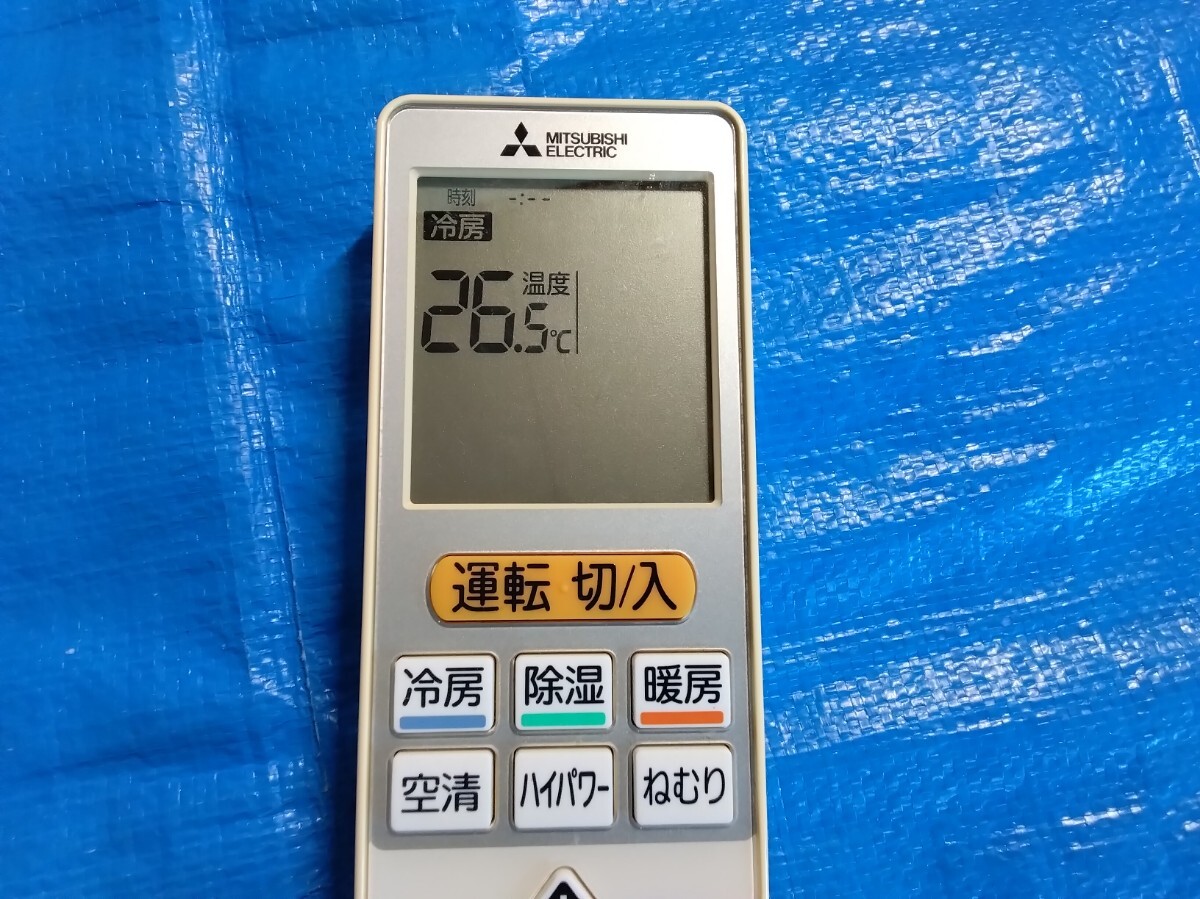 MITSUBISHI
ELECTRIC
時刻 -:--
冷房
温度
26.5℃
運転 切/入
冷房 除湿 暖房
空清 ハイパワー ねむり